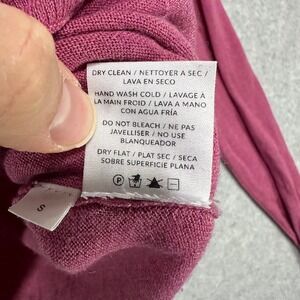 DRY CLEAN / NETTOYER A SEC /
LAVA EN SECO
HAND WASH COLD / LAVAGE À
LA MAIN FROID / LAVA A MANO
CON AGUA FRÍA
DO NOT BLEACH / NE PAS
JAVELLISER / NO USE
BLANQUEADOR
DRY FLAT / PLAT SEC / SECA
SOBRE SUPERFICIE PLANA
P
S